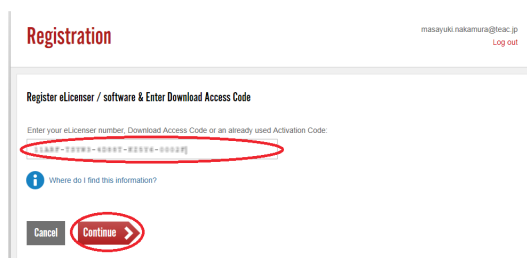 Registration
masayuki.nakamura@teac.jp
Log out
Register eLicenser / software & Enter Download Access Code
Enter your eLicenser number, Download Access Code or an already used Activation Code:
Where do I find this information?
Cancel
Continue